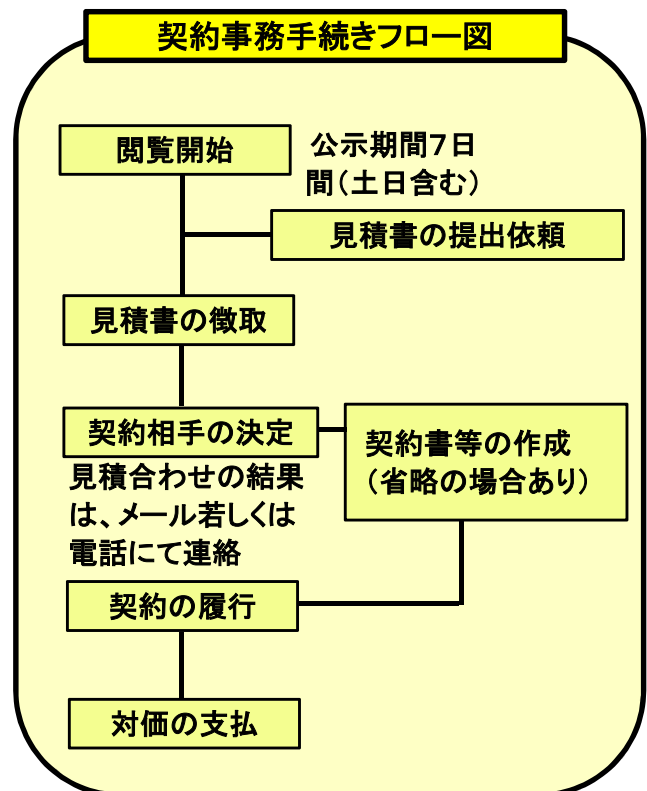 契約事務手続きフロー図
閲覧開始
公示期間7日
間(土日含む)
見積書の提出依頼
見積書の徴取
契約相手の決定
見積合わせの結果
は、メール若しくは
電話にて連絡
契約書等の作成
(省略の場合あり)
契約の履行
対価の支払